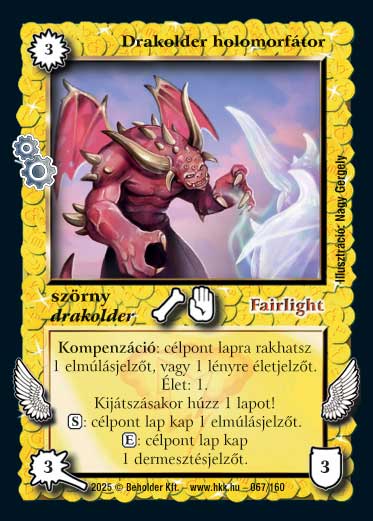 3
Drakolder holomorfátor
Illusztráció: Nagy Gergely
szörny
drakolder
Fairlight
Kompenzáció: célpont lapra rakhatsz
1 elmúlásjelzőt, vagy 1 lényre életjelzőt.
Élet: 1.
Kijátszásakor húzz 1 lapot!
S: célpont lap kap 1 elmúlásjelzőt.
E: célpont lap kap
1 dermesztésjelzőt.
3
3
2025 © Beholder Kft. – www.hkk.hu – 067/160